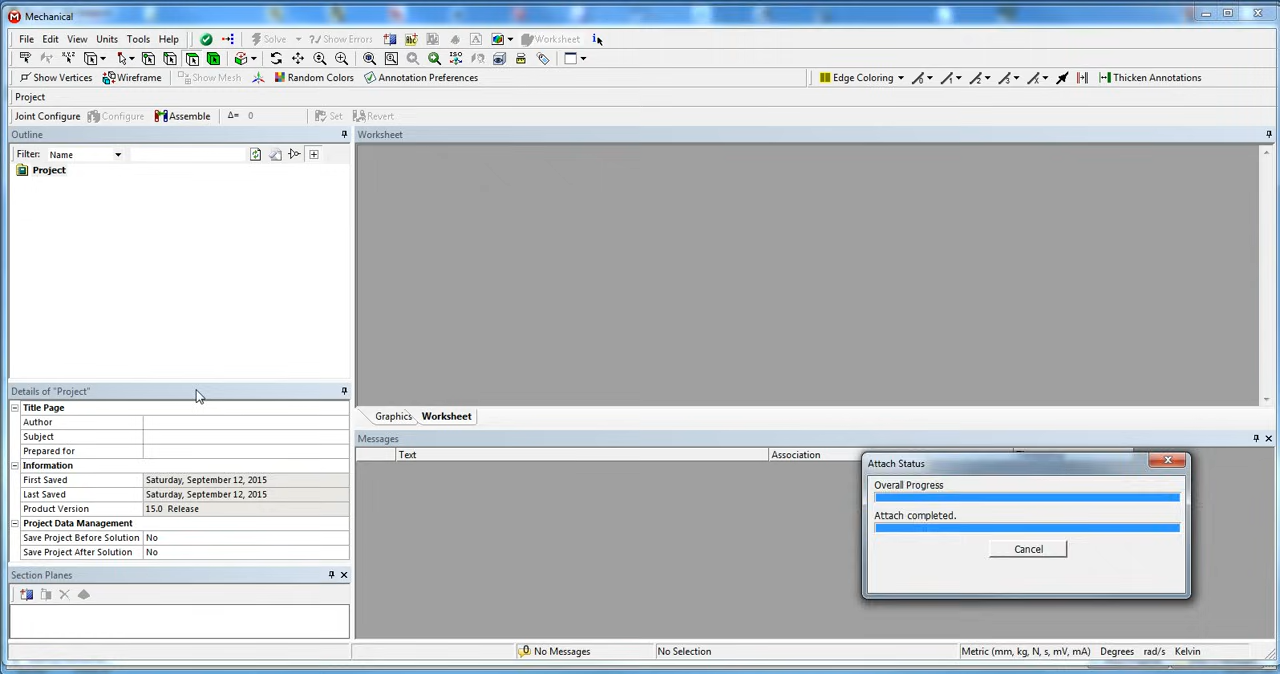 Mechanical
File Edit View Units Tools Help Solve ?/Show Errors Worksheet
Show Vertices Wireframe Show Mesh Random Colors Annotation Preferences Edge Coloring Thicken Annotations
Project
Joint Configure Configure Assemble Δ= 0 Set Revert
Outline
Filter: Name
Project
Details of "Project"
Title Page
Author
Subject
Prepared for
Information
First Saved Saturday, September 12, 2015
Last Saved Saturday, September 12, 2015
Product Version 15.0 Release
Project Data Management
Save Project Before Solution No
Save Project After Solution No
Section Planes
Worksheet
Graphics Worksheet
Messages
Text Association
Attach Status
Overall Progress
Attach completed.
Cancel
0 No Messages No Selection Metric (mm, kg, N, s, mV, mA) Degrees rad/s Kelvin